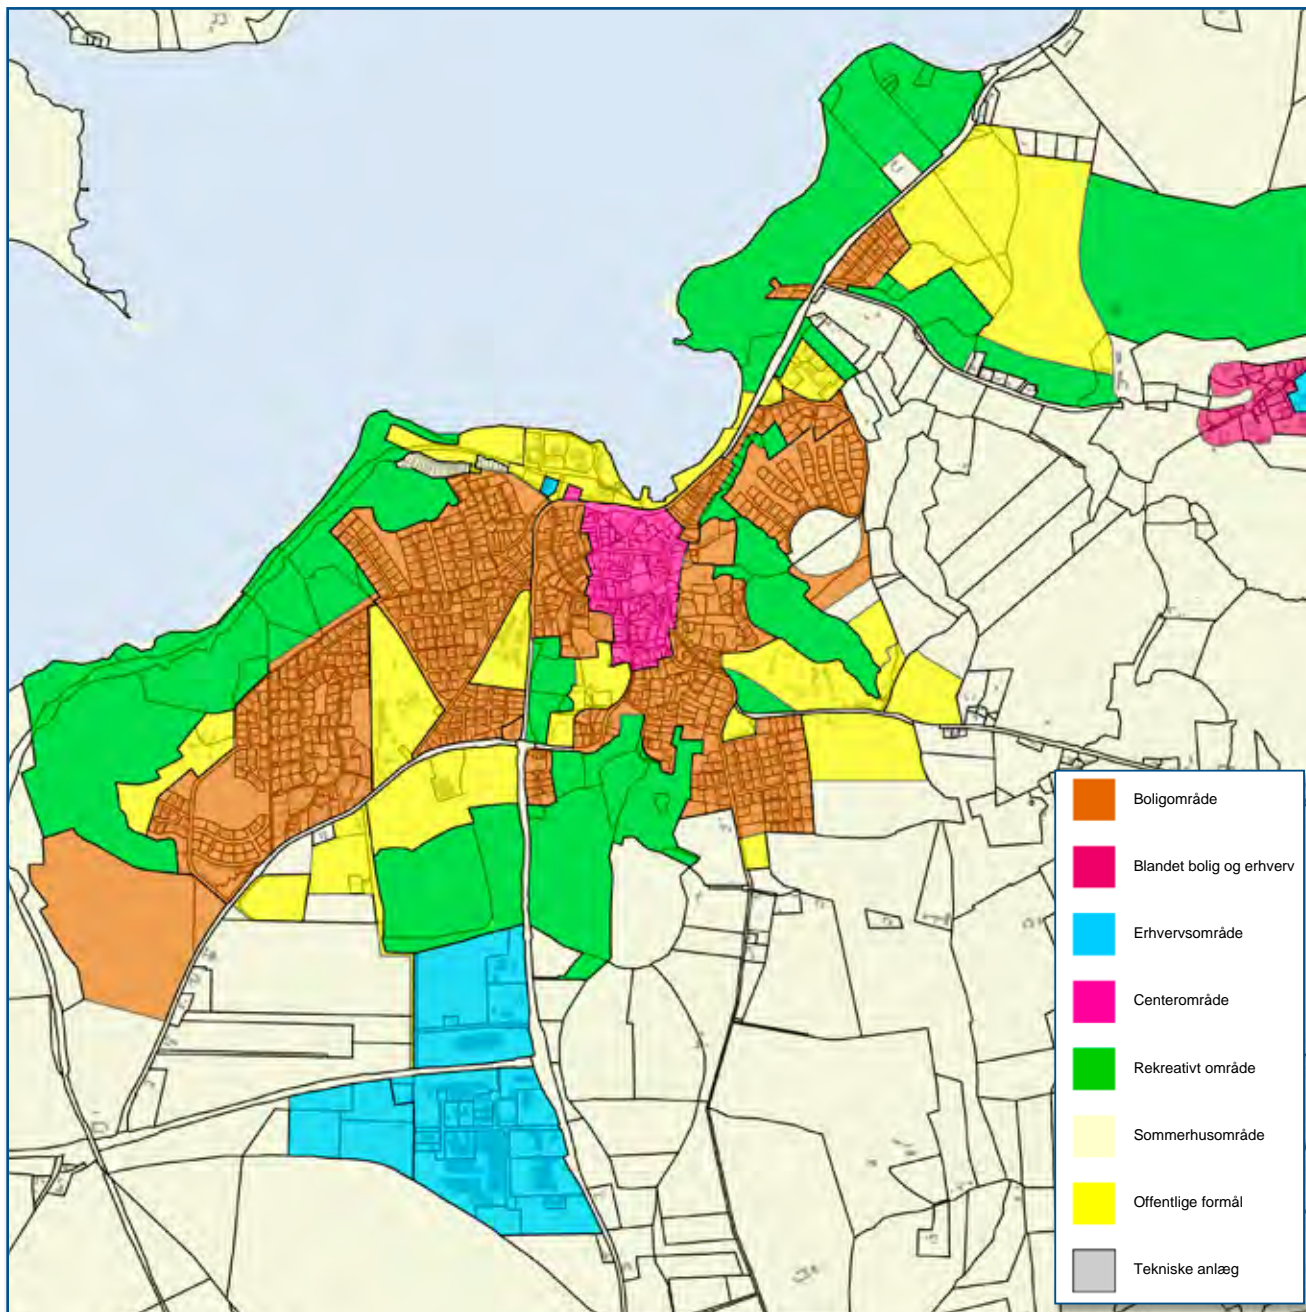 Boligområde
Blandet bolig og erhverv
Erhvervsområde
Centerområde
Rekreativt område
Sommerhusområde
Offentlige formål
Tekniske anlæg